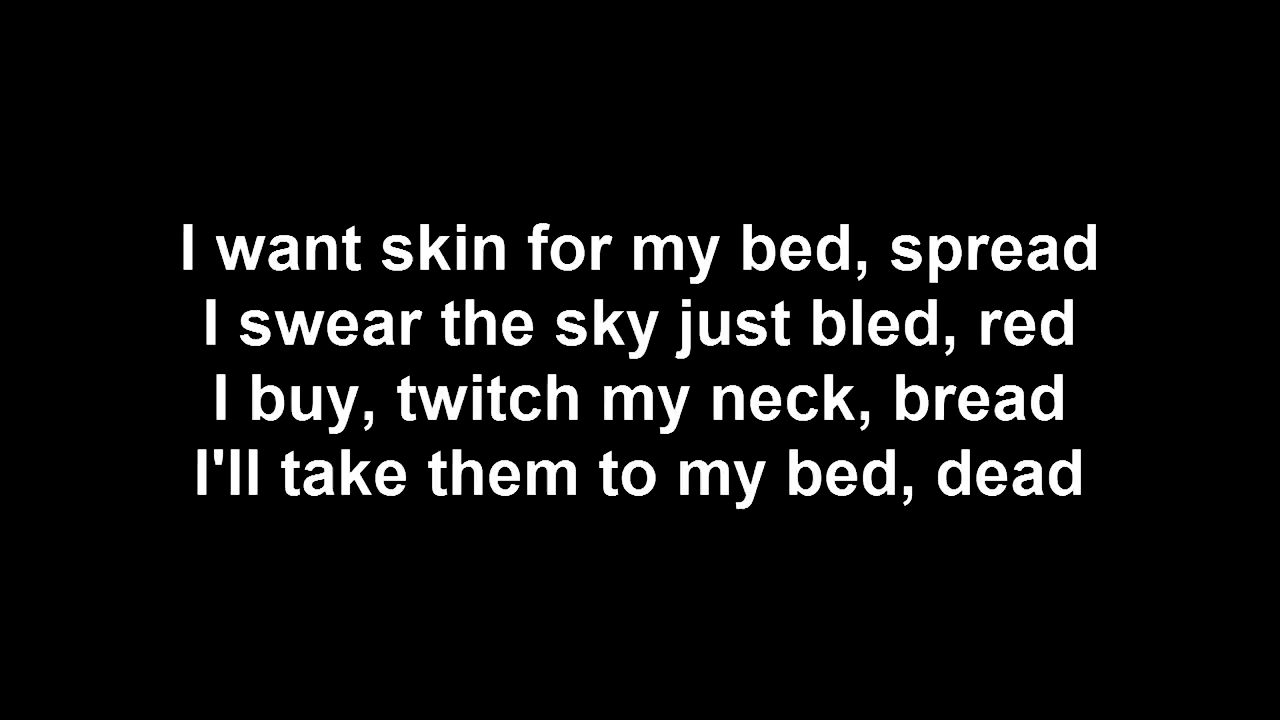 I want skin for my bed, spread
I swear the sky just bled, red
I buy, twitch my neck, bread
I'll take them to my bed, dead